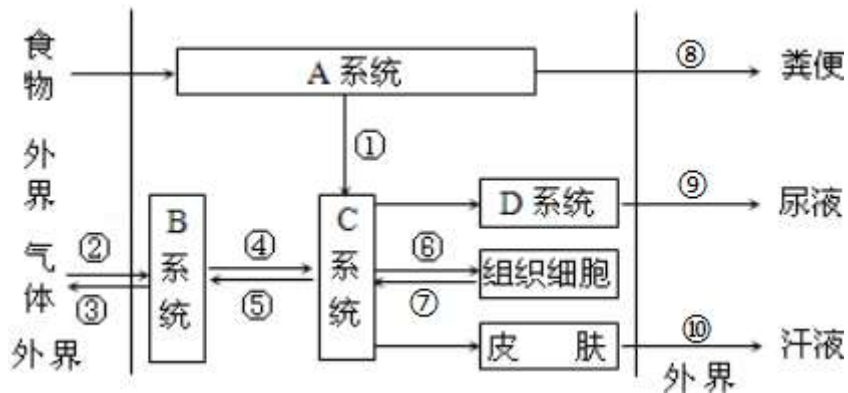 食物
外界
气体
外界
A 系统
B 系统
C 系统
D 系统
组织细胞
皮 肤
①
②
③
④
⑤
⑥
⑦
⑧
⑨
⑩
粪便
尿液
汗液
外界